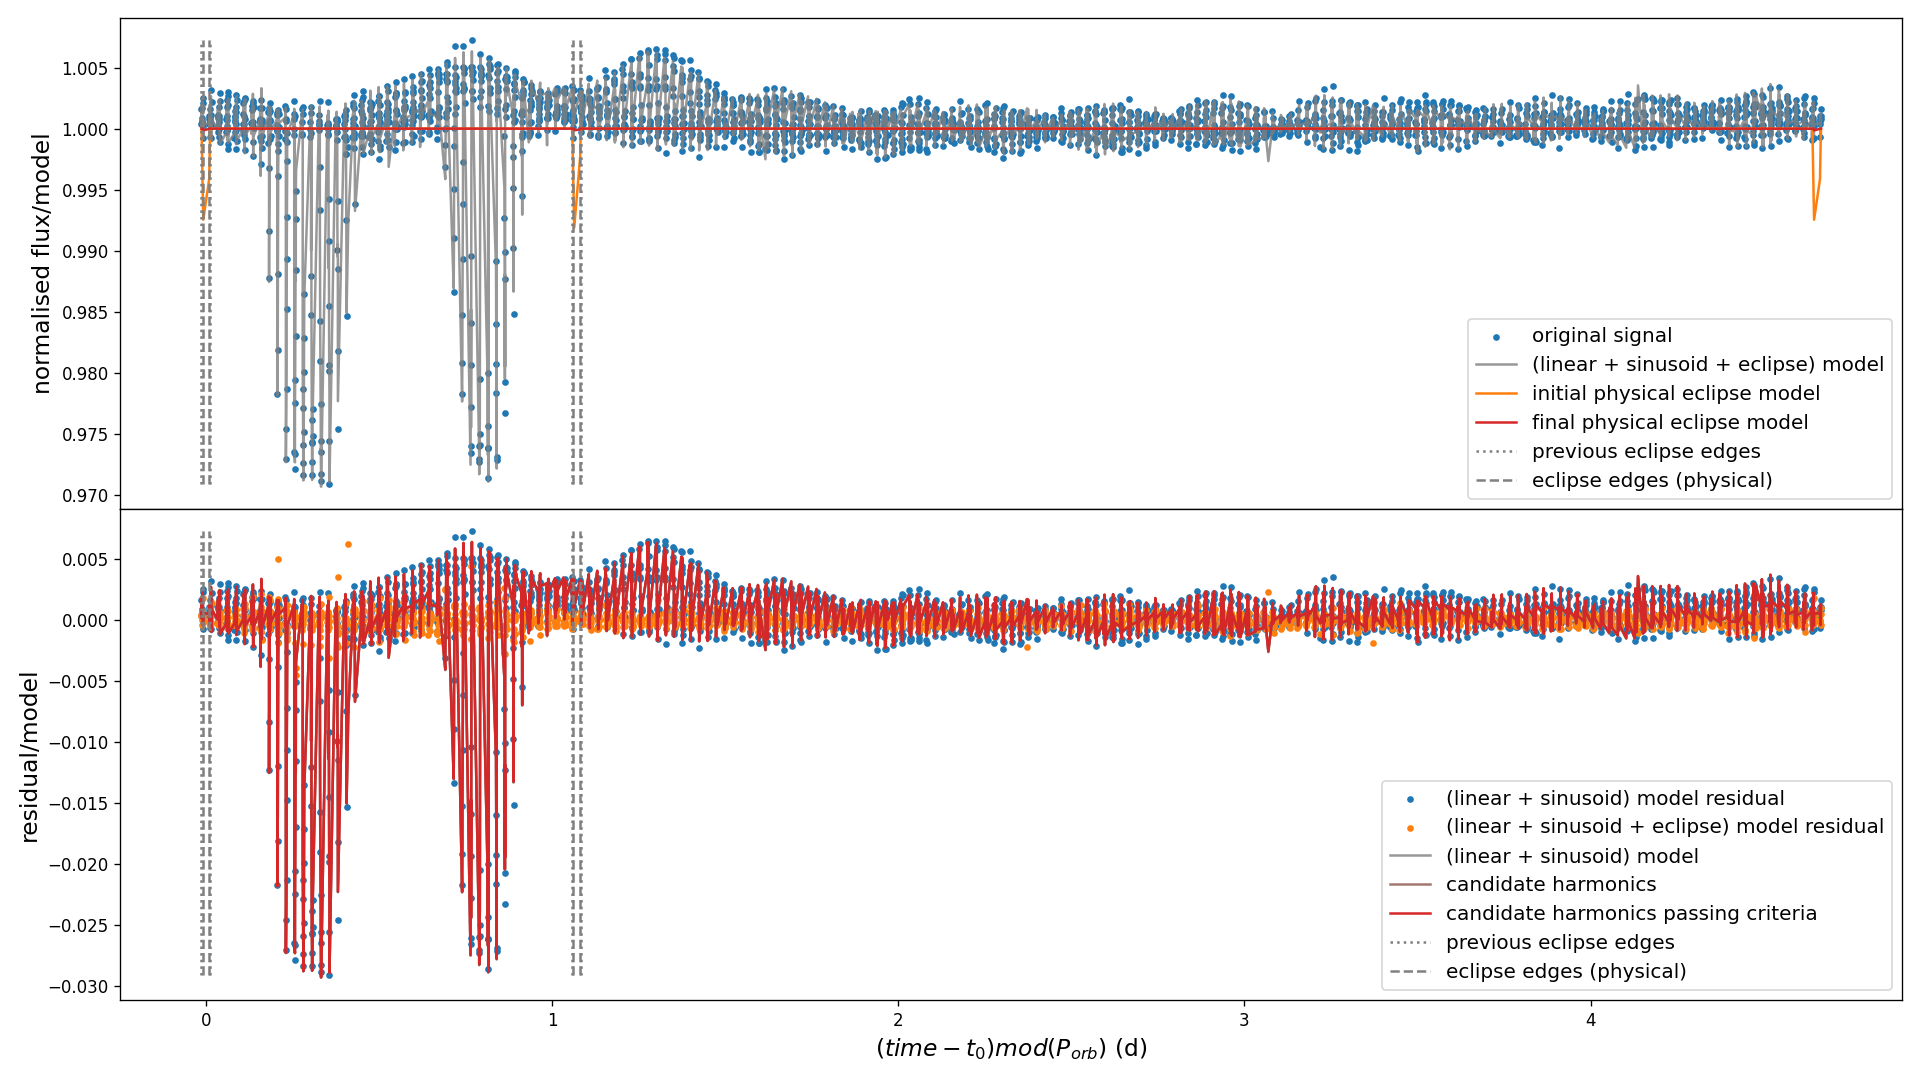 normalised flux/model
1.005
1.000
0.995
0.990
0.985
0.980
0.975
0.970
original signal
(linear + sinusoid + eclipse) model
initial physical eclipse model
final physical eclipse model
previous eclipse edges
eclipse edges (physical)
residual/model
0.005
0.000
−0.005
−0.010
−0.015
−0.020
−0.025
−0.030
(linear + sinusoid) model residual
(linear + sinusoid + eclipse) model residual
(linear + sinusoid) model
candidate harmonics
candidate harmonics passing criteria
previous eclipse edges
eclipse edges (physical)
0 1 2 3 4
(time − t₀)mod(P_orb) (d)